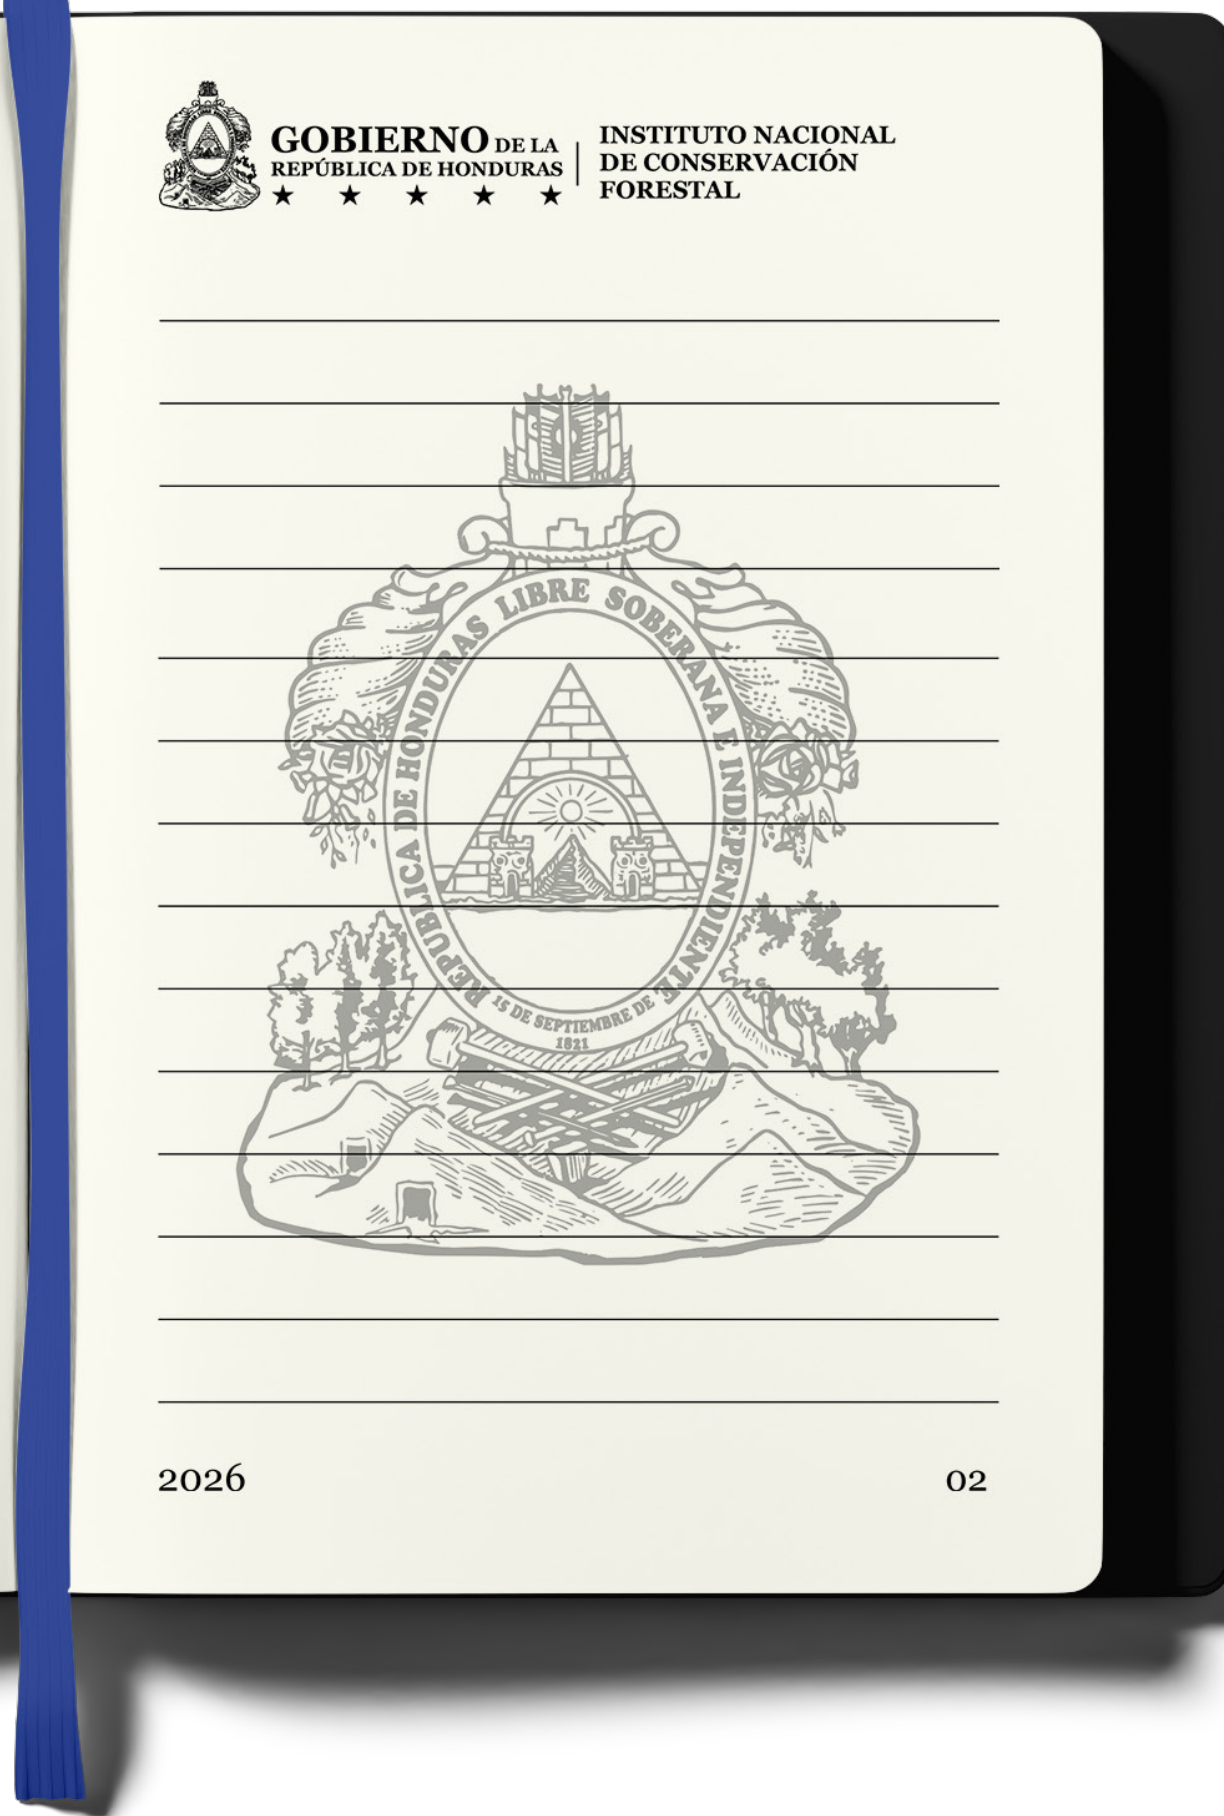 GOBIERNO DE LA
REPÚBLICA DE HONDURAS
INSTITUTO NACIONAL
DE CONSERVACIÓN
FORESTAL
REPUBLICA DE HONDURAS LIBRE SOBERANA E INDEPENDIENTE
15 DE SEPTIEMBRE DE
1821
2026
02